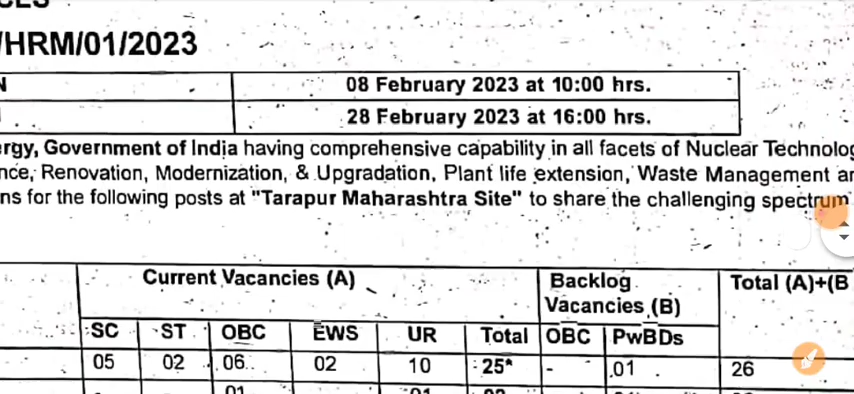 /HRM/01/2023
08 February 2023 at 10:00 hrs.
28 February 2023 at 16:00 hrs.
rgy, Government of India having comprehensive capability in all facets of Nuclear Technolog
nce, Renovation, Modernization, & Upgradation, Plant life extension, Waste Management ar
ns for the following posts at "Tarapur Maharashtra Site" to share the challenging spectrum
Current Vacancies (A) Backlog Vacancies (B) Total (A)+(B
SC ST OBC EWS UR Total OBC PwBDs
05 02 06 02 10 25* - 01 26